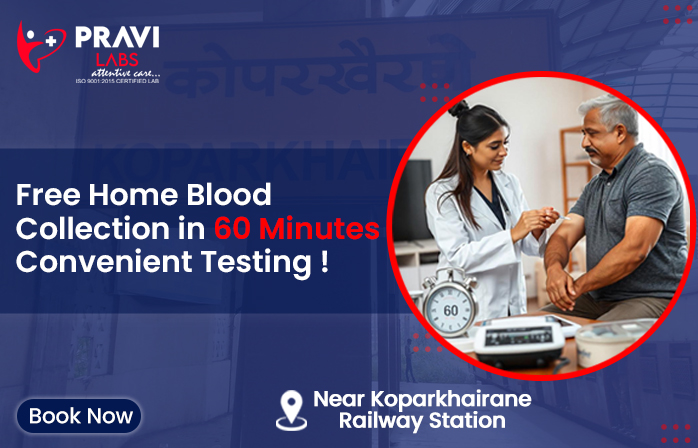 PRAVI
LABS
attentive care...
ISO 9001:2015 CERTIFIED LAB
कोपरखैरणे
KOPARKHAIR
Free Home Blood
Collection in 60 Minutes
Convenient Testing !
60
Near Koparkhairane
Railway Station
Book Now